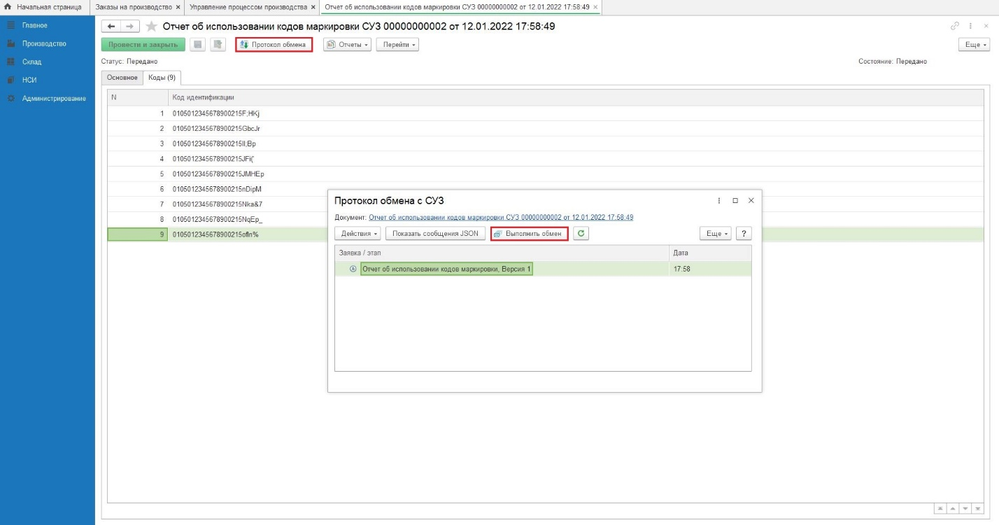 Начальная страница
Заказы на производство ×
Управление процессом производства ×
Отчет об использовании кодов маркировки СУЗ 00000000002 от 12.01.2022 17:58:49 ×
Главное
Производство
Склад
НСИ
Администрирование
Отчет об использовании кодов маркировки СУЗ 00000000002 от 12.01.2022 17:58:49
Провести и закрыть
Протокол обмена
Отчеты
Перейти
Еще
Статус: Передано
Состояние: Передано
Основное
Коды (9)
N Код идентификации
1 0105012345678900215F;HKj
2 0105012345678900215GbcJr
3 0105012345678900215II;Bp
4 0105012345678900215JFi('
5 0105012345678900215JMHEp
6 0105012345678900215nDipM
7 0105012345678900215Nka&7
8 0105012345678900215NqEp_
9 0105012345678900215ofln%
Протокол обмена с СУЗ
Документ: Отчет об использовании кодов маркировки СУЗ 00000000002 от 12.01.2022 17:58:49
Действия
Показать сообщения JSON
Выполнить обмен
Еще
?
Заявка / этап Дата
Отчет об использовании кодов маркировки, Версия 1 17:58